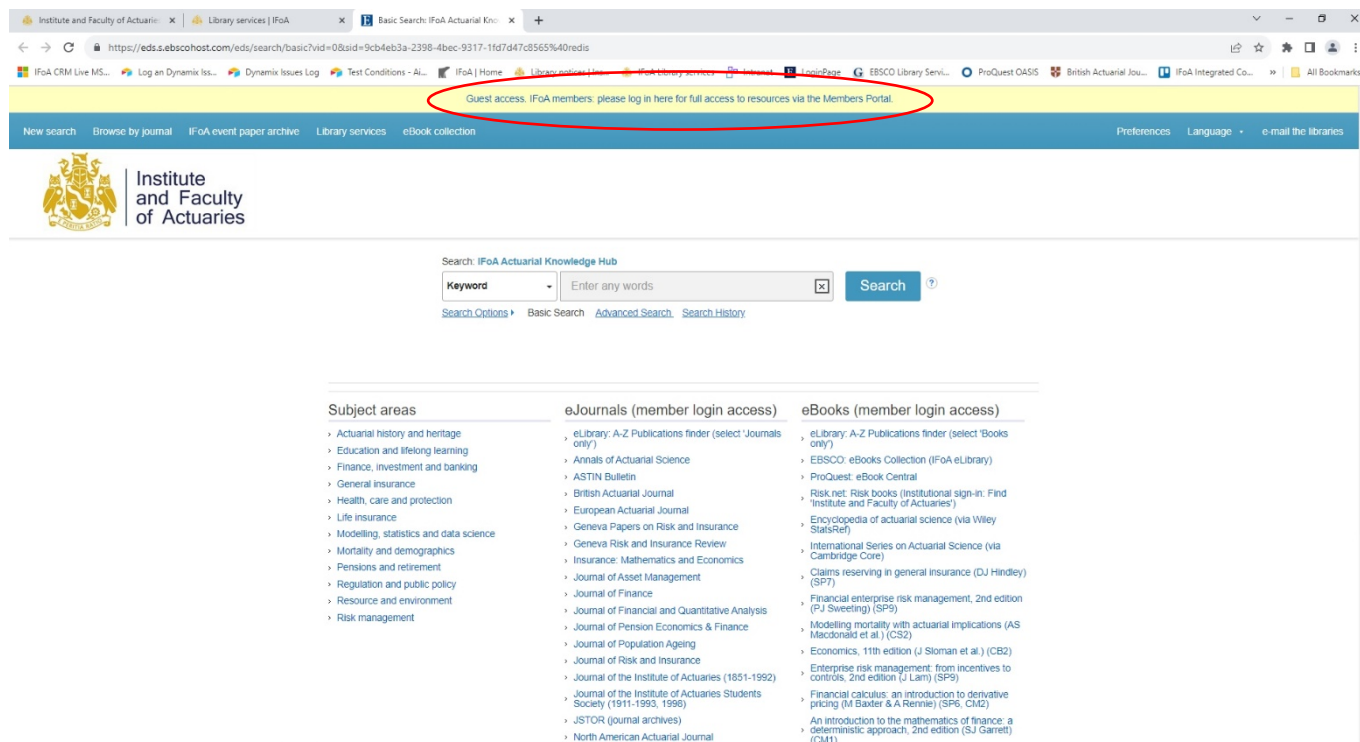 Institute and Faculty of Actuarie
Library services | IFoA
Basic Search: IFoA Actuarial Kno
https://eds.s.ebscohost.com/eds/search/basic?vid=0&sid=9cb4eb3a-2398-4bec-9317-1fd7d47c8565%40redis
IFoA CRM Live MS... Log an Dynamix Iss... Dynamix Issues Log Test Conditions - Ai... IFoA | Home Library notices | Ins... IFoA Library services Intranet LoginPage EBSCO Library Servi... ProQuest OASIS British Actuarial Jou... IFoA Integrated Co... » All Bookmarks
Guest access. IFoA members: please log in here for full access to resources via the Members Portal.
New search Browse by journal IFoA event paper archive Library services eBook collection Preferences Language e-mail the libraries
Institute
and Faculty
of Actuaries
Search: IFoA Actuarial Knowledge Hub
Keyword Enter any words Search ?
Search Options Basic Search Advanced Search Search History
Subject areas
Actuarial history and heritage
Education and lifelong learning
Finance, investment and banking
General insurance
Health, care and protection
Life insurance
Modelling, statistics and data science
Mortality and demographics
Pensions and retirement
Regulation and public policy
Resource and environment
Risk management
eJournals (member login access)
eLibrary: A-Z Publications finder (select 'Journals
only')
Annals of Actuarial Science
ASTIN Bulletin
British Actuarial Journal
European Actuarial Journal
Geneva Papers on Risk and Insurance
Geneva Risk and Insurance Review
Insurance: Mathematics and Economics
Journal of Asset Management
Journal of Finance
Journal of Financial and Quantitative Analysis
Journal of Pension Economics & Finance
Journal of Population Ageing
Journal of Risk and Insurance
Journal of the Institute of Actuaries (1851-1992)
Journal of the Institute of Actuaries Students
Society (1911-1993, 1996)
JSTOR (journal archives)
North American Actuarial Journal
eBooks (member login access)
eLibrary: A-Z Publications finder (select 'Books
only')
EBSCO: eBooks Collection (IFoA eLibrary)
ProQuest: eBook Central
Risk.net: Risk books (Institutional sign-in: Find
'Institute and Faculty of Actuaries')
Encyclopedia of actuarial science (via Wiley
StatsRef)
International Series on Actuarial Science (via
Cambridge Core)
Claims reserving in general insurance (DJ Hindley)
(SP7)
Financial enterprise risk management, 2nd edition
(PJ Sweeting) (SP9)
Modelling mortality with actuarial implications (AS
Macdonald et al.) (CS2)
Economics, 11th edition (J Sloman et al.) (CB2)
Enterprise risk management: from incentives to
controls, 2nd edition (J Lam) (SP9)
Financial calculus: an introduction to derivative
pricing (M Baxter & A Rennie) (SP6, CM2)
An introduction to the mathematics of finance: a
deterministic approach, 2nd edition (SJ Garrett)
(CM1)